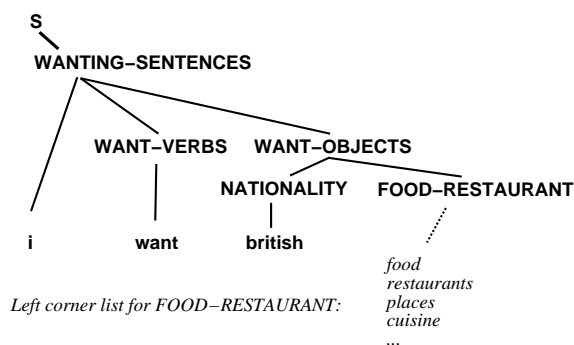 S
WANTING−SENTENCES
WANT−VERBS WANT−OBJECTS
NATIONALITY FOOD−RESTAURANT
i want british
food
restaurants
Left corner list for FOOD−RESTAURANT: places
cuisine
...